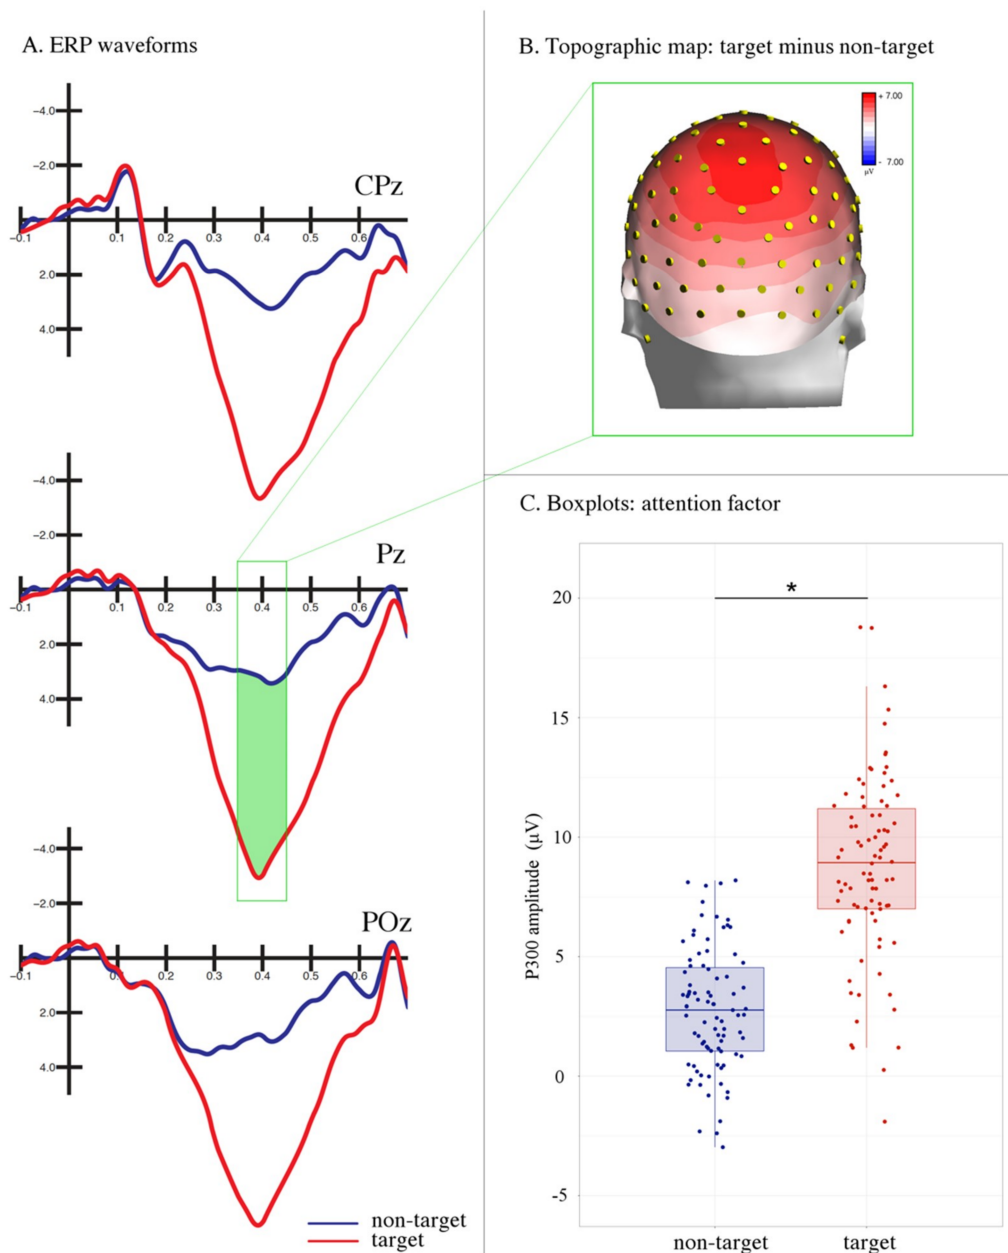 A. ERP waveforms
−4.0
−2.0
CPz
−0.1 0.1 0.2 0.3 0.4 0.5 0.6
2.0
4.0
−4.0
−2.0
Pz
−0.1 0.1 0.2 0.3 0.4 0.5 0.6
2.0
4.0
−4.0
−2.0
POz
−0.1 0.1 0.2 0.3 0.4 0.5 0.6
2.0
4.0
non-target
target
B. Topographic map: target minus non-target
+ 7.00
- 7.00
µV
C. Boxplots: attention factor
*
20
15
10
5
0
-5
P300 amplitude (µV)
non-target target